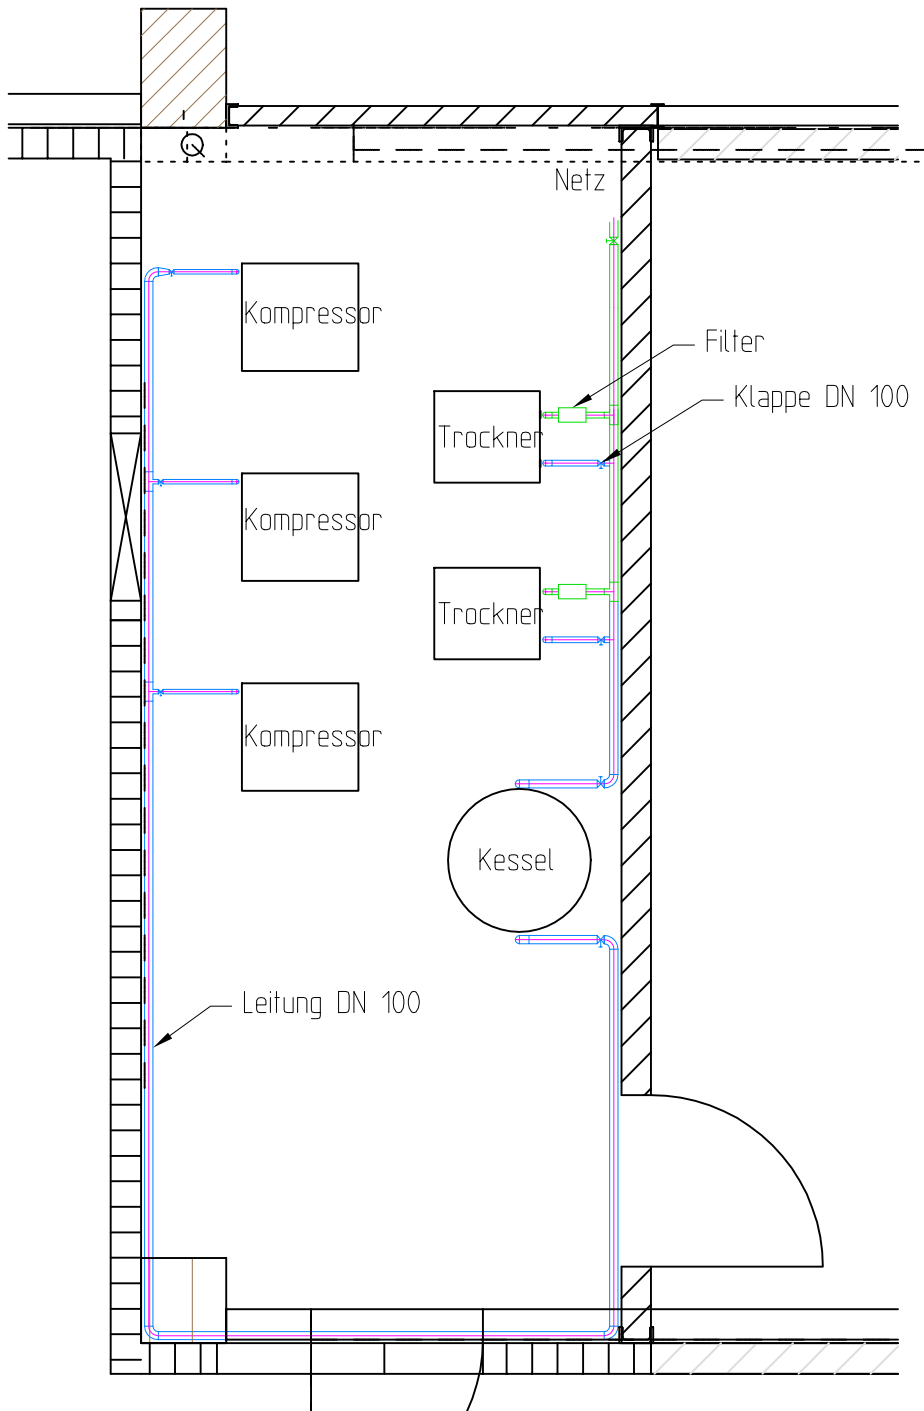 Netz
Kompressor
Filter
Klappe DN 100
Trockner
Kompressor
Trockner
Kompressor
Kessel
Leitung DN 100